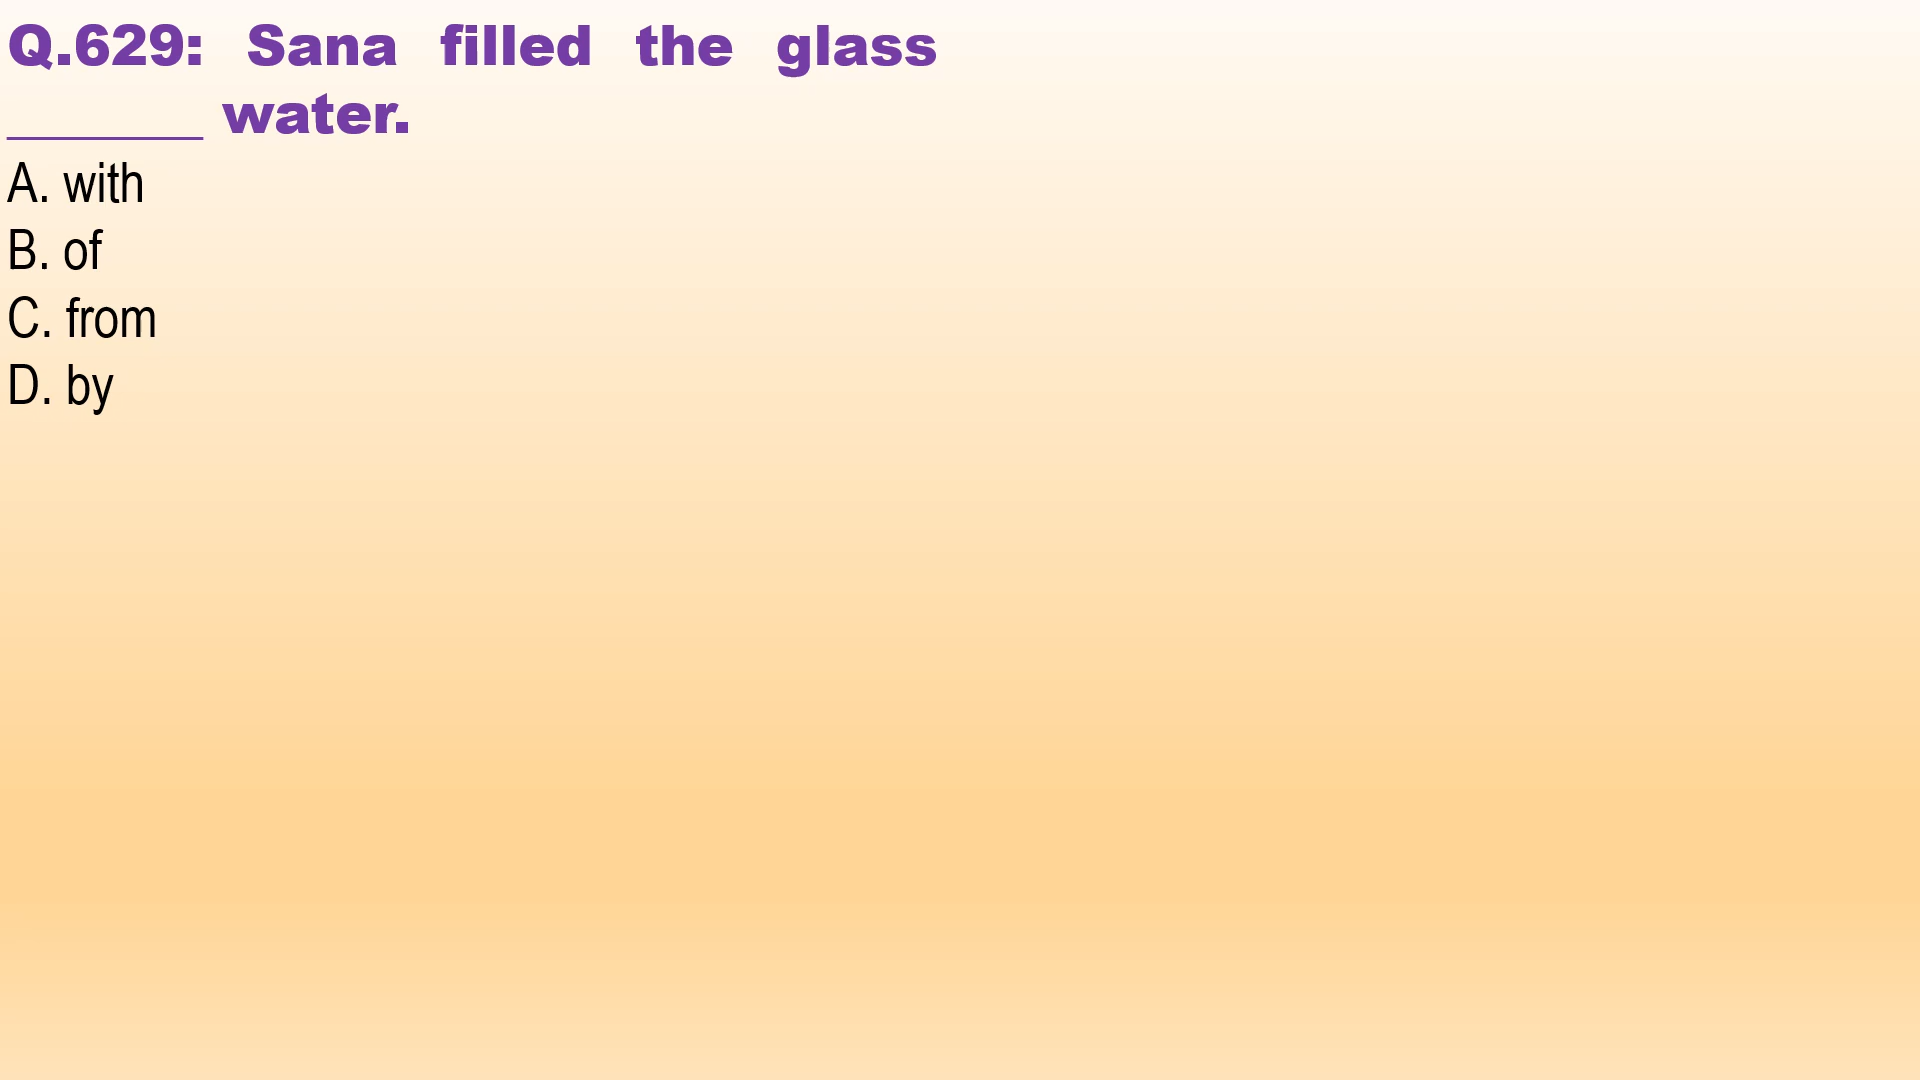 Q.629: Sana filled the glass
_______ water.
A. with
B. of
C. from
D. by